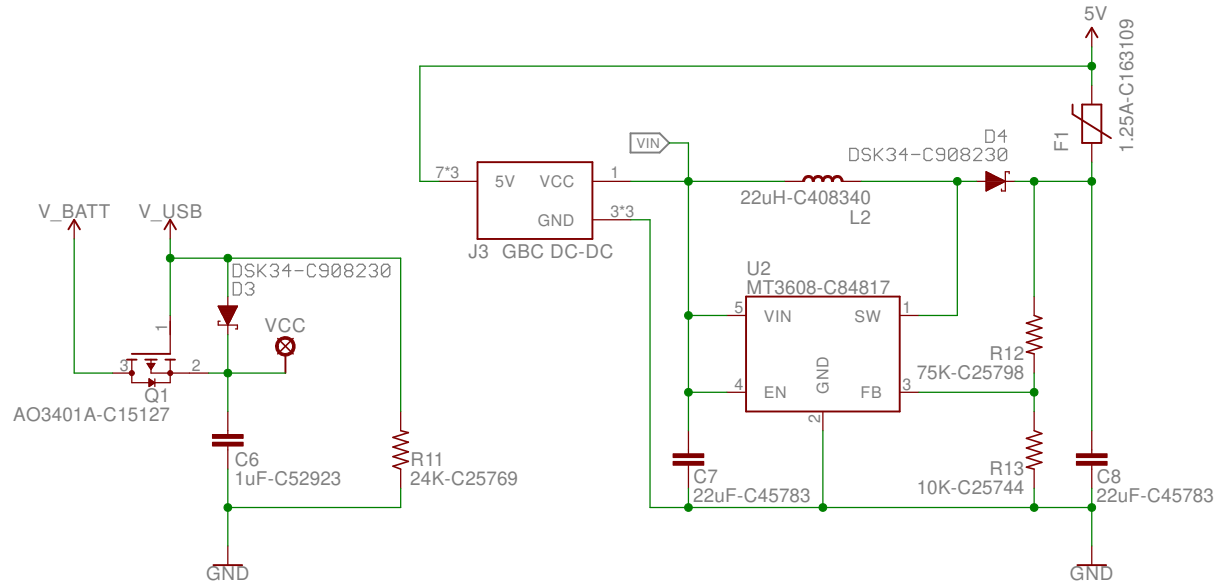 5V
1.25A-C163109
F1
VIN
D4
DSK34-C908230
7*3
5V
VCC
1
GND
3*3
J3 GBC DC-DC
22uH-C408340
L2
V_BATT
V_USB
DSK34-C908230
D3
VCC
1
3
2
Q1
AO3401A-C15127
C6
1uF-C52923
R11
24K-C25769
GND
U2
MT3608-C84817
5
VIN
SW
1
4
EN
GND
FB
3
2
R12
75K-C25798
R13
10K-C25744
C7
22uF-C45783
C8
22uF-C45783
GND